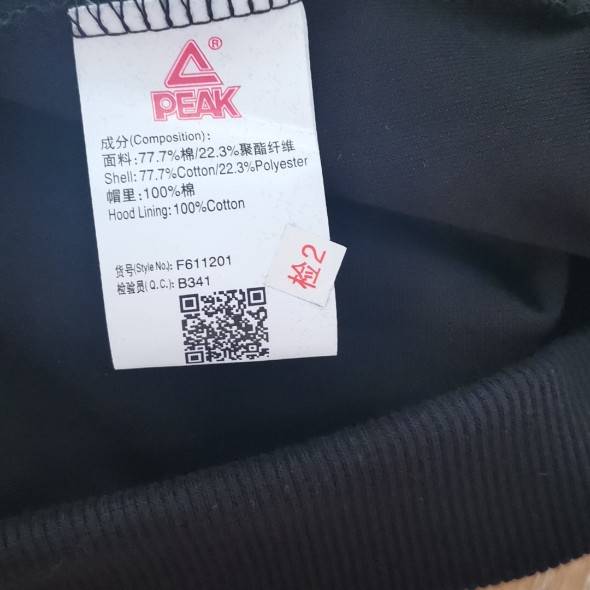 ®
PEAK
成分(Composition):
面料:77.7%棉/22.3%聚酯纤维
Shell:77.7%Cotton/22.3%Polyester
帽里:100%棉
Hood Lining:100%Cotton
货号(Style No.):F611201
检验员(Q.C.):B341
检2